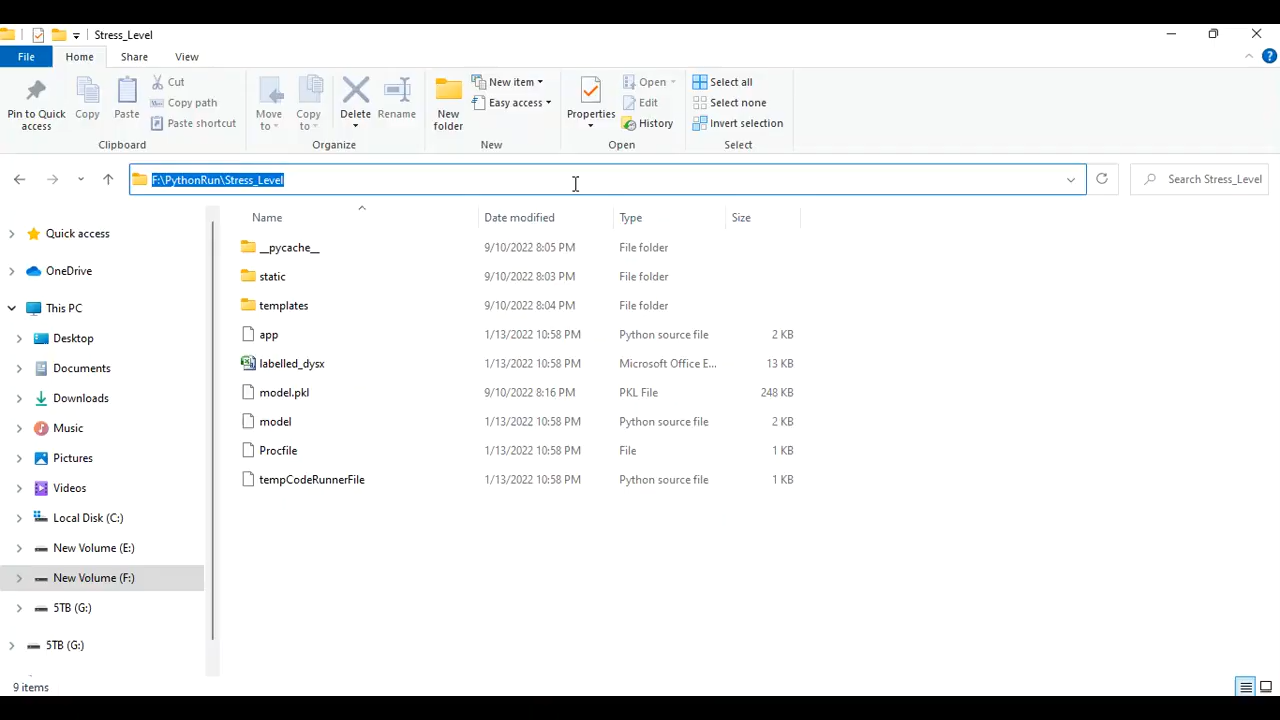 Stress_Level
File Home Share View
Pin to Quick access
Copy
Paste
Cut
Copy path
Paste shortcut
Clipboard
Move to
Copy to
Delete
Rename
Organize
New folder
New item
Easy access
New
Properties
Open
Edit
History
Open
Select all
Select none
Invert selection
Select
F:\PythonRun\Stress_Level
Search Stress_Level
Quick access
OneDrive
This PC
Desktop
Documents
Downloads
Music
Pictures
Videos
Local Disk (C:)
New Volume (E:)
New Volume (F:)
5TB (G:)
5TB (G:)
Name Date modified Type Size
__pycache__ 9/10/2022 8:05 PM File folder
static 9/10/2022 8:03 PM File folder
templates 9/10/2022 8:04 PM File folder
app 1/13/2022 10:58 PM Python source file 2 KB
labelled_dysx 1/13/2022 10:58 PM Microsoft Office E... 13 KB
model.pkl 9/10/2022 8:16 PM PKL File 248 KB
model 1/13/2022 10:58 PM Python source file 2 KB
Procfile 1/13/2022 10:58 PM File 1 KB
tempCodeRunnerFile 1/13/2022 10:58 PM Python source file 1 KB
9 items